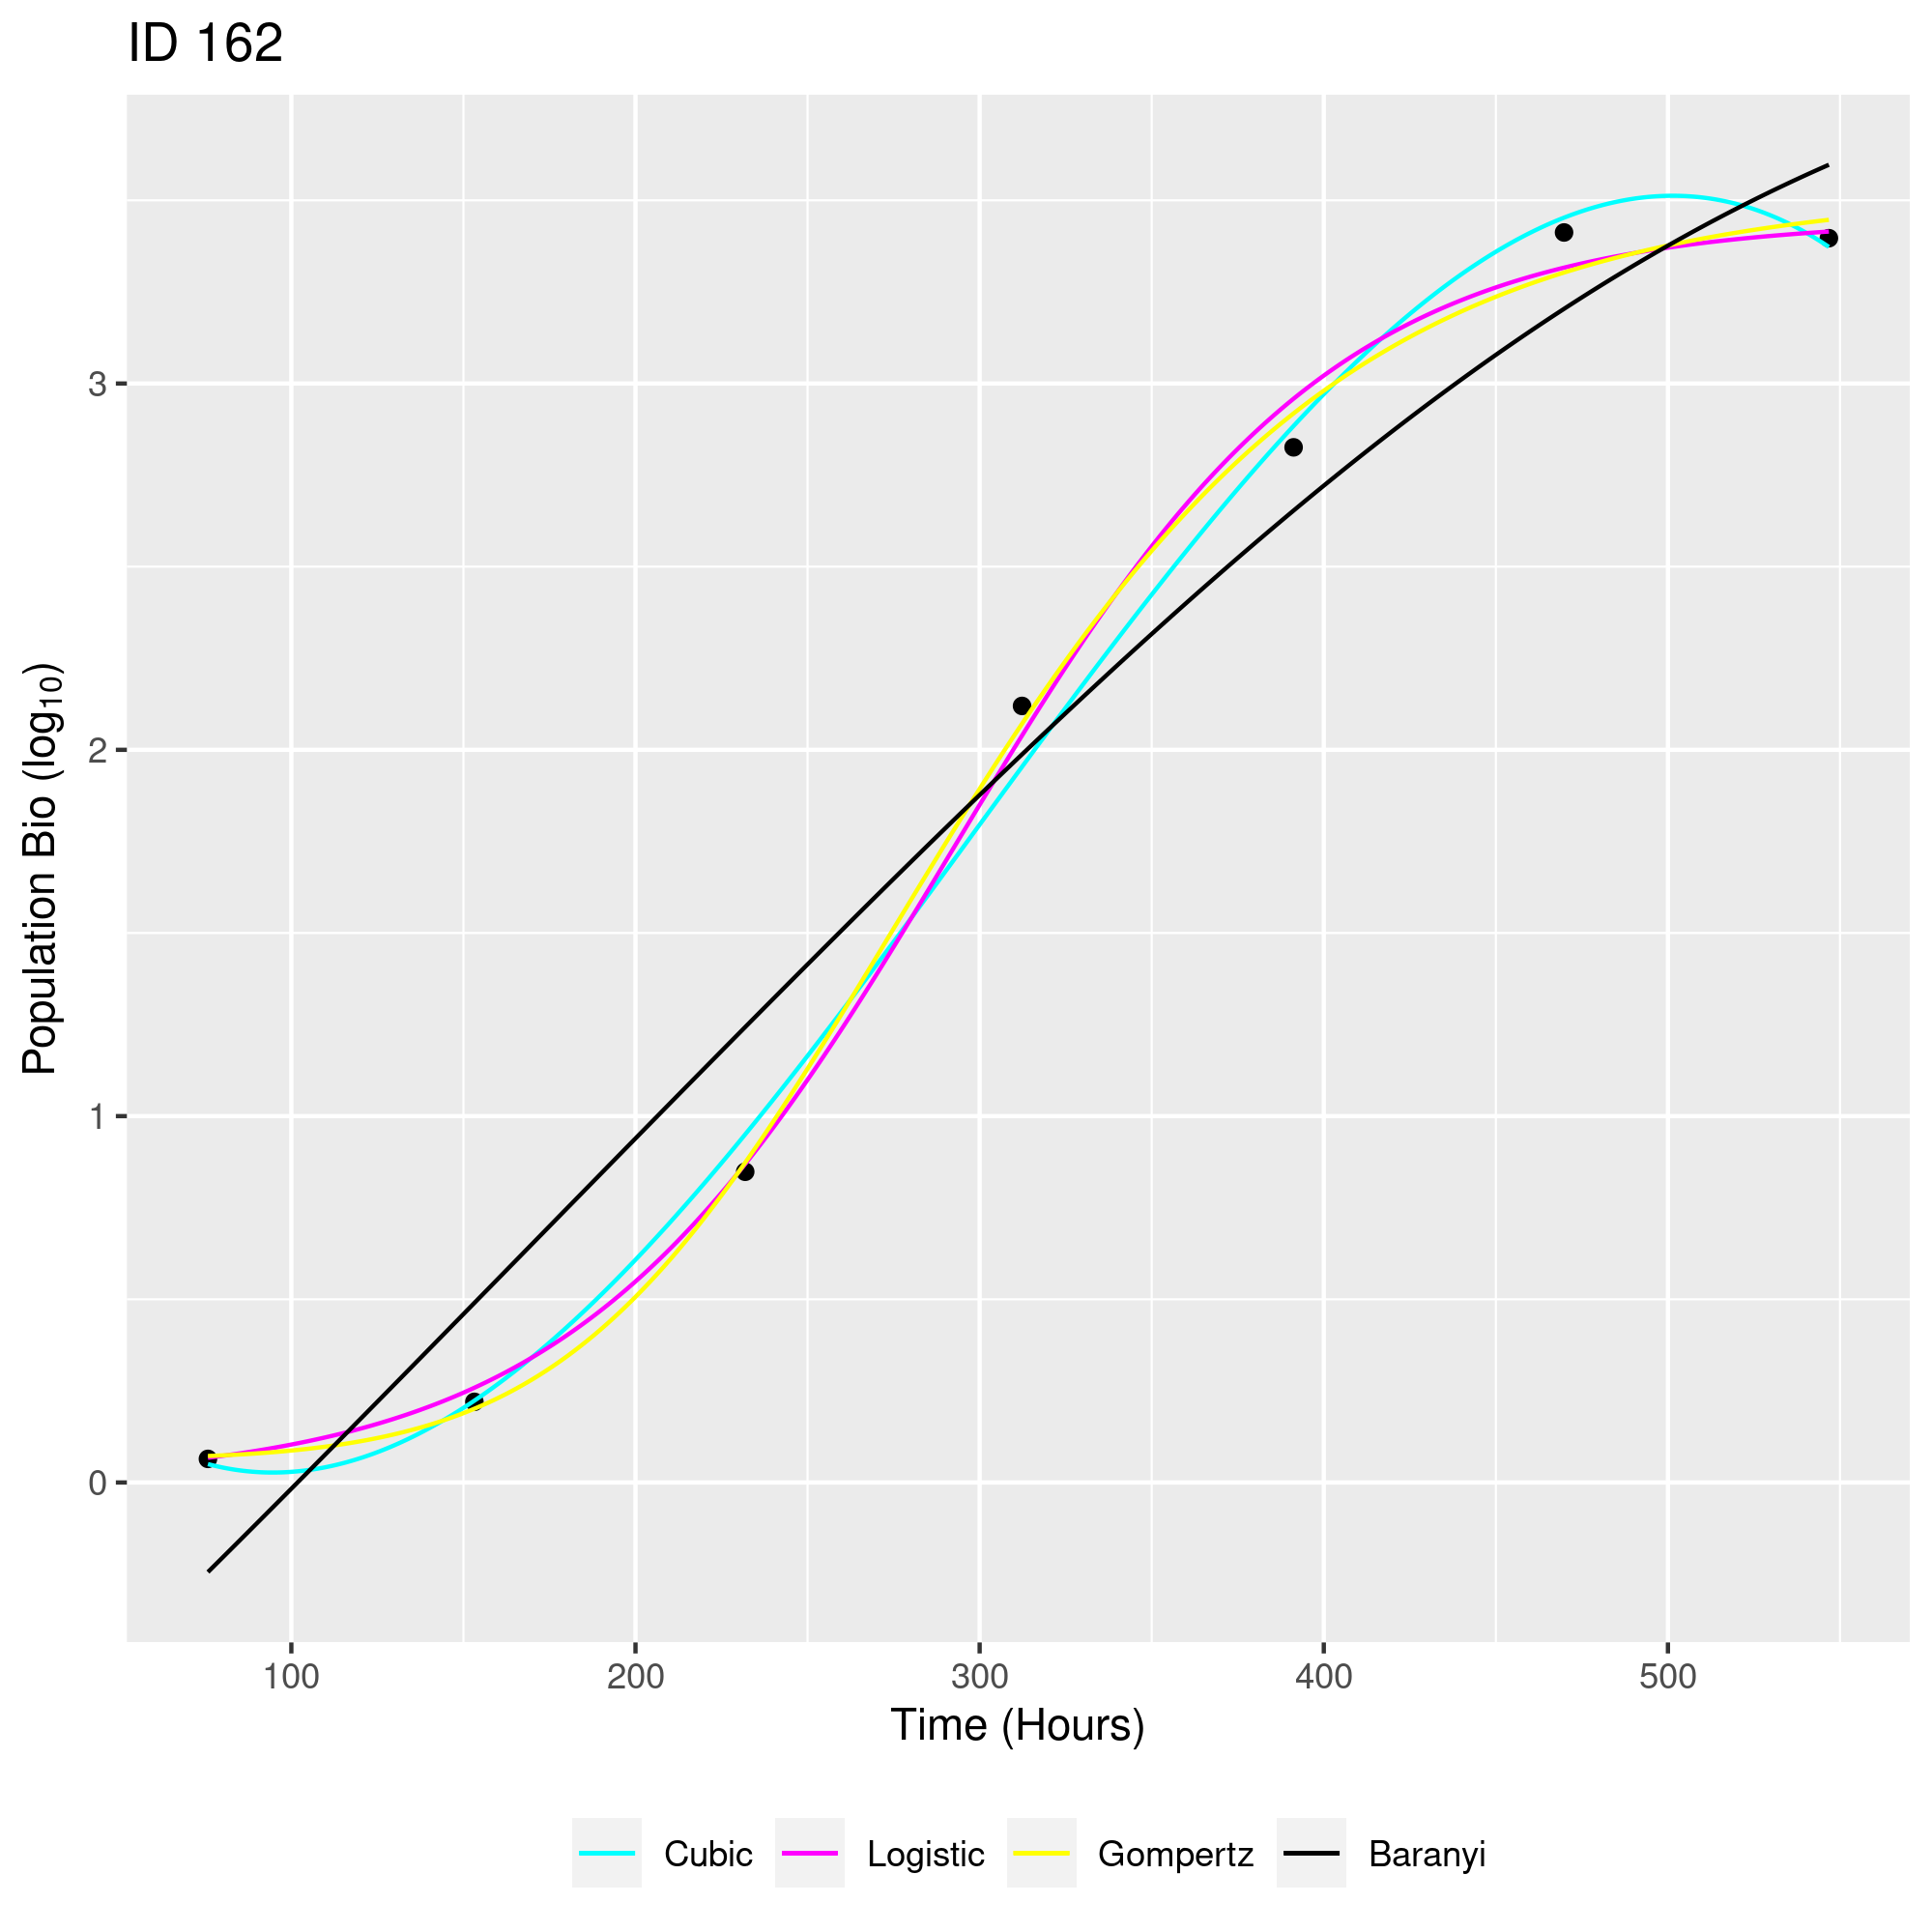 ID 162
Population Bio (log₁₀)
3
2
1
0
100 200 300 400 500
Time (Hours)
Cubic Logistic Gompertz Baranyi